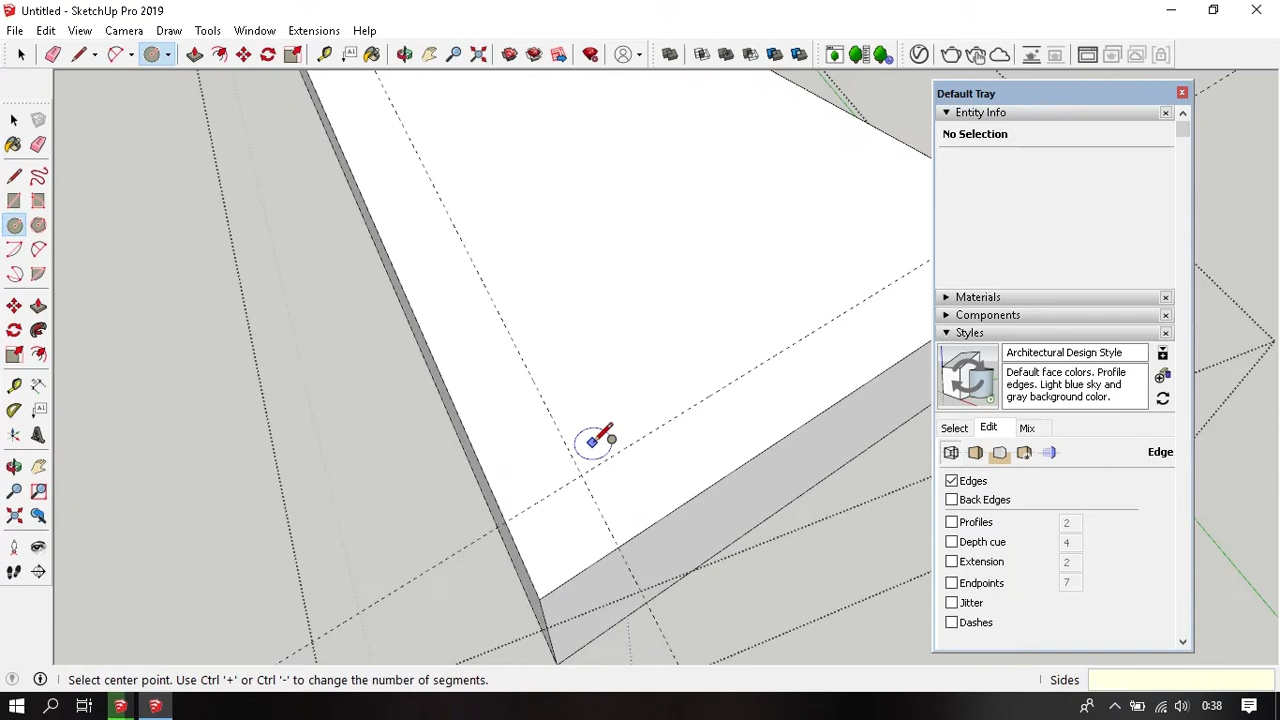 Untitled - SketchUp Pro 2019
File Edit View Camera Draw Tools Window Extensions Help
Default Tray
Entity Info
No Selection
Materials
Components
Styles
Architectural Design Style
Default face colors. Profile
edges. Light blue sky and
gray background color.
Select Edit Mix
Edge
Edges
Back Edges
Profiles 2
Depth cue 4
Extension 2
Endpoints 7
Jitter
Dashes
Select center point. Use Ctrl '+' or Ctrl '-' to change the number of segments. Sides
0:38